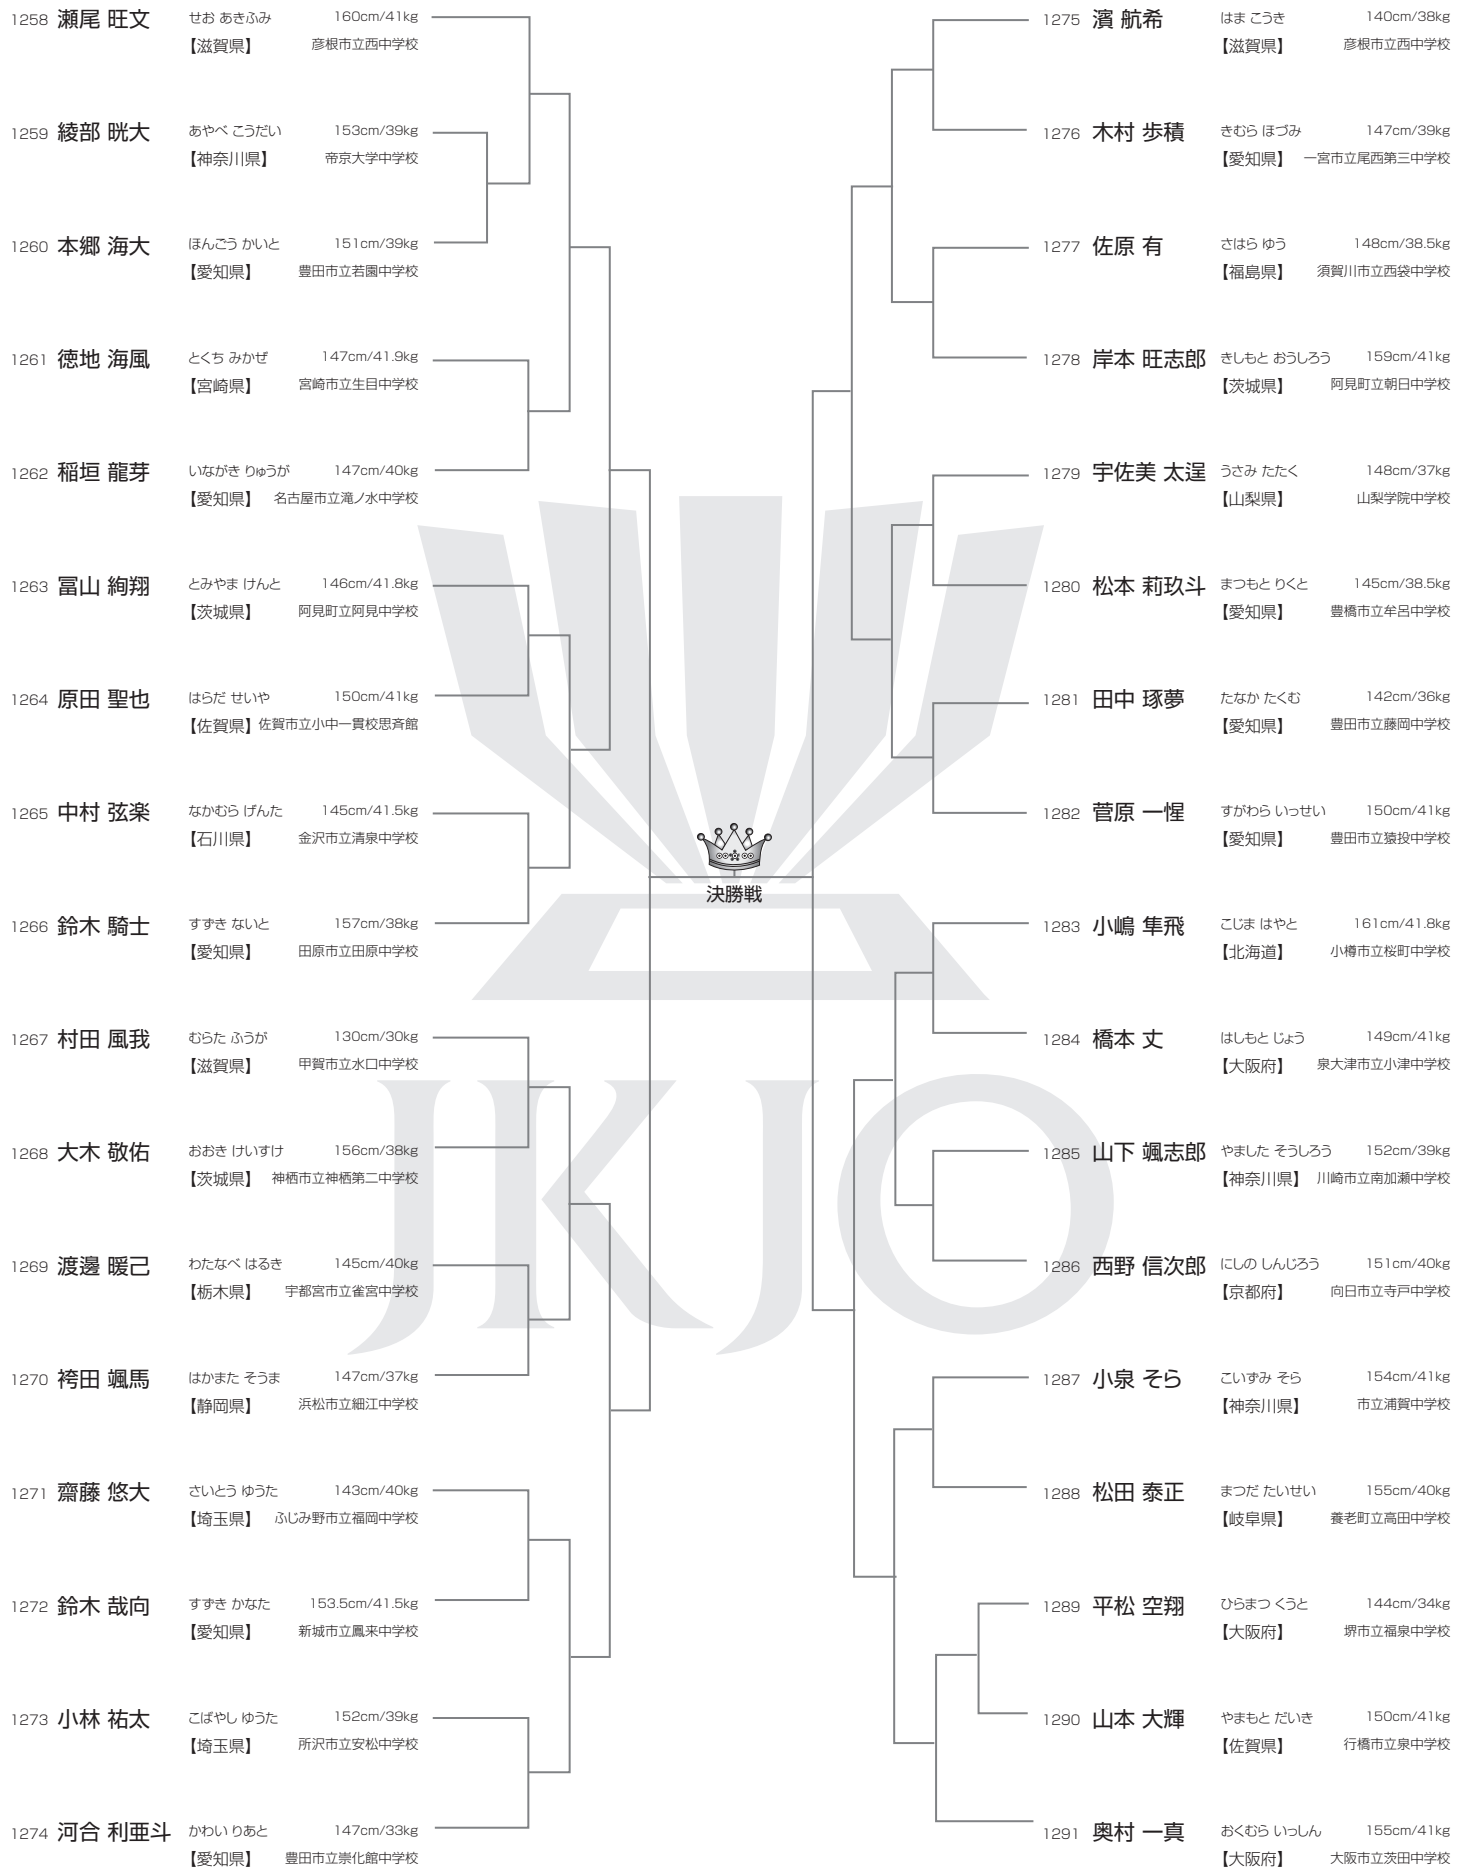 1258 瀬尾 旺文 せお あきふみ 160cm/41kg
【滋賀県】 彦根市立西中学校
1259 綾部 晄大 あやべ こうだい 153cm/39kg
【神奈川県】 帝京大学中学校
1260 本郷 海大 ほんごう かいと 151cm/39kg
【愛知県】 豊田市立若園中学校
1261 徳地 海風 とくち みかぜ 147cm/41.9kg
【宮崎県】 宮崎市立生目中学校
1262 稲垣 龍芽 いながき りゅうが 147cm/40kg
【愛知県】 名古屋市立滝ノ水中学校
1263 冨山 絢翔 とみやま けんと 146cm/41.8kg
【茨城県】 阿見町立阿見中学校
1264 原田 聖也 はらだ せいや 150cm/41kg
【佐賀県】 佐賀市立小中一貫校思斉館
1265 中村 弦楽 なかむら げんた 145cm/41.5kg
【石川県】 金沢市立清泉中学校
1266 鈴木 騎士 すずき ないと 157cm/38kg
【愛知県】 田原市立田原中学校
1267 村田 風我 むらた ふうが 130cm/30kg
【滋賀県】 甲賀市立水口中学校
1268 大木 敬佑 おおき けいすけ 156cm/38kg
【茨城県】 神栖市立神栖第二中学校
1269 渡邊 暖己 わたなべ はるき 145cm/40kg
【栃木県】 宇都宮市立雀宮中学校
1270 袴田 颯馬 はかまた そうま 147cm/37kg
【静岡県】 浜松市立細江中学校
1271 齋藤 悠大 さいとう ゆうた 143cm/40kg
【埼玉県】 ふじみ野市立福岡中学校
1272 鈴木 哉向 すずき かなた 153.5cm/41.5kg
【愛知県】 新城市立鳳来中学校
1273 小林 祐太 こばやし ゆうた 152cm/39kg
【埼玉県】 所沢市立安松中学校
1274 河合 利亜斗 かわい りあと 147cm/33kg
【愛知県】 豊田市立崇化館中学校
決勝戦
JKJO
1275 濱 航希 はま こうき 140cm/38kg
【滋賀県】 彦根市立西中学校
1276 木村 歩積 きむら ほづみ 147cm/39kg
【愛知県】 一宮市立尾西第三中学校
1277 佐原 有 さはら ゆう 148cm/38.5kg
【福島県】 須賀川市立西袋中学校
1278 岸本 旺志郎 きしもと おうしろう 159cm/41kg
【茨城県】 阿見町立朝日中学校
1279 宇佐美 太逞 うさみ たたく 148cm/37kg
【山梨県】 山梨学院中学校
1280 松本 莉玖斗 まつもと りくと 145cm/38.5kg
【愛知県】 豊橋市立牟呂中学校
1281 田中 琢夢 たなか たくむ 142cm/36kg
【愛知県】 豊田市立藤岡中学校
1282 菅原 一惺 すがわら いっせい 150cm/41kg
【愛知県】 豊田市立猿投中学校
1283 小嶋 隼飛 こじま はやと 161cm/41.8kg
【北海道】 小樽市立桜町中学校
1284 橋本 丈 はしもと じょう 149cm/41kg
【大阪府】 泉大津市立小津中学校
1285 山下 颯志郎 やました そうしろう 152cm/39kg
【神奈川県】 川崎市立南加瀬中学校
1286 西野 信次郎 にしの しんじろう 151cm/40kg
【京都府】 向日市立寺戸中学校
1287 小泉 そら こいずみ そら 154cm/41kg
【神奈川県】 市立浦賀中学校
1288 松田 泰正 まつだ たいせい 155cm/40kg
【岐阜県】 養老町立高田中学校
1289 平松 空翔 ひらまつ くうと 144cm/34kg
【大阪府】 堺市立福泉中学校
1290 山本 大輝 やまもと だいき 150cm/41kg
【佐賀県】 行橋市立泉中学校
1291 奥村 一真 おくむら いっしん 155cm/41kg
【大阪府】 大阪市立茨田中学校